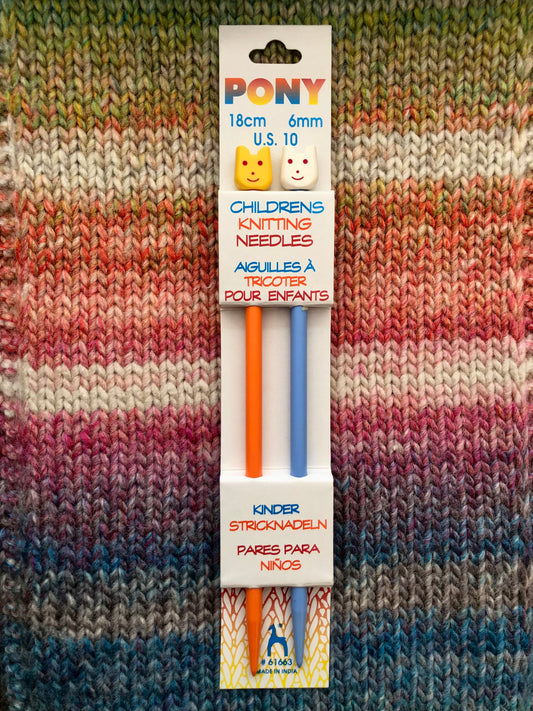 PONY
18cm 6mm
U.S. 10
CHILDRENS
KNITTING
NEEDLES
AIGUILLES À
TRICOTER
POUR ENFANTS
KINDER
STRICKNADELN
PARES PARA
NIÑOS
# 61663
MADE IN INDIA